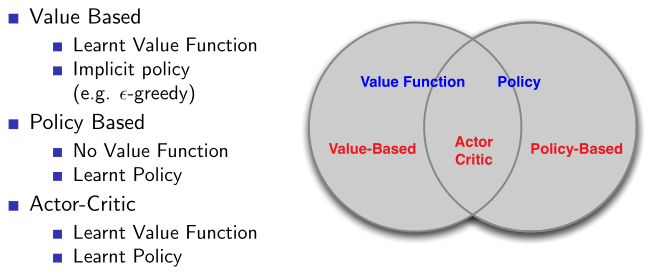 Value Based
Learnt Value Function
Implicit policy
(e.g. ϵ-greedy)
Policy Based
No Value Function
Learnt Policy
Actor-Critic
Learnt Value Function
Learnt Policy
Value Function
Policy
Value-Based
Actor
Critic
Policy-Based